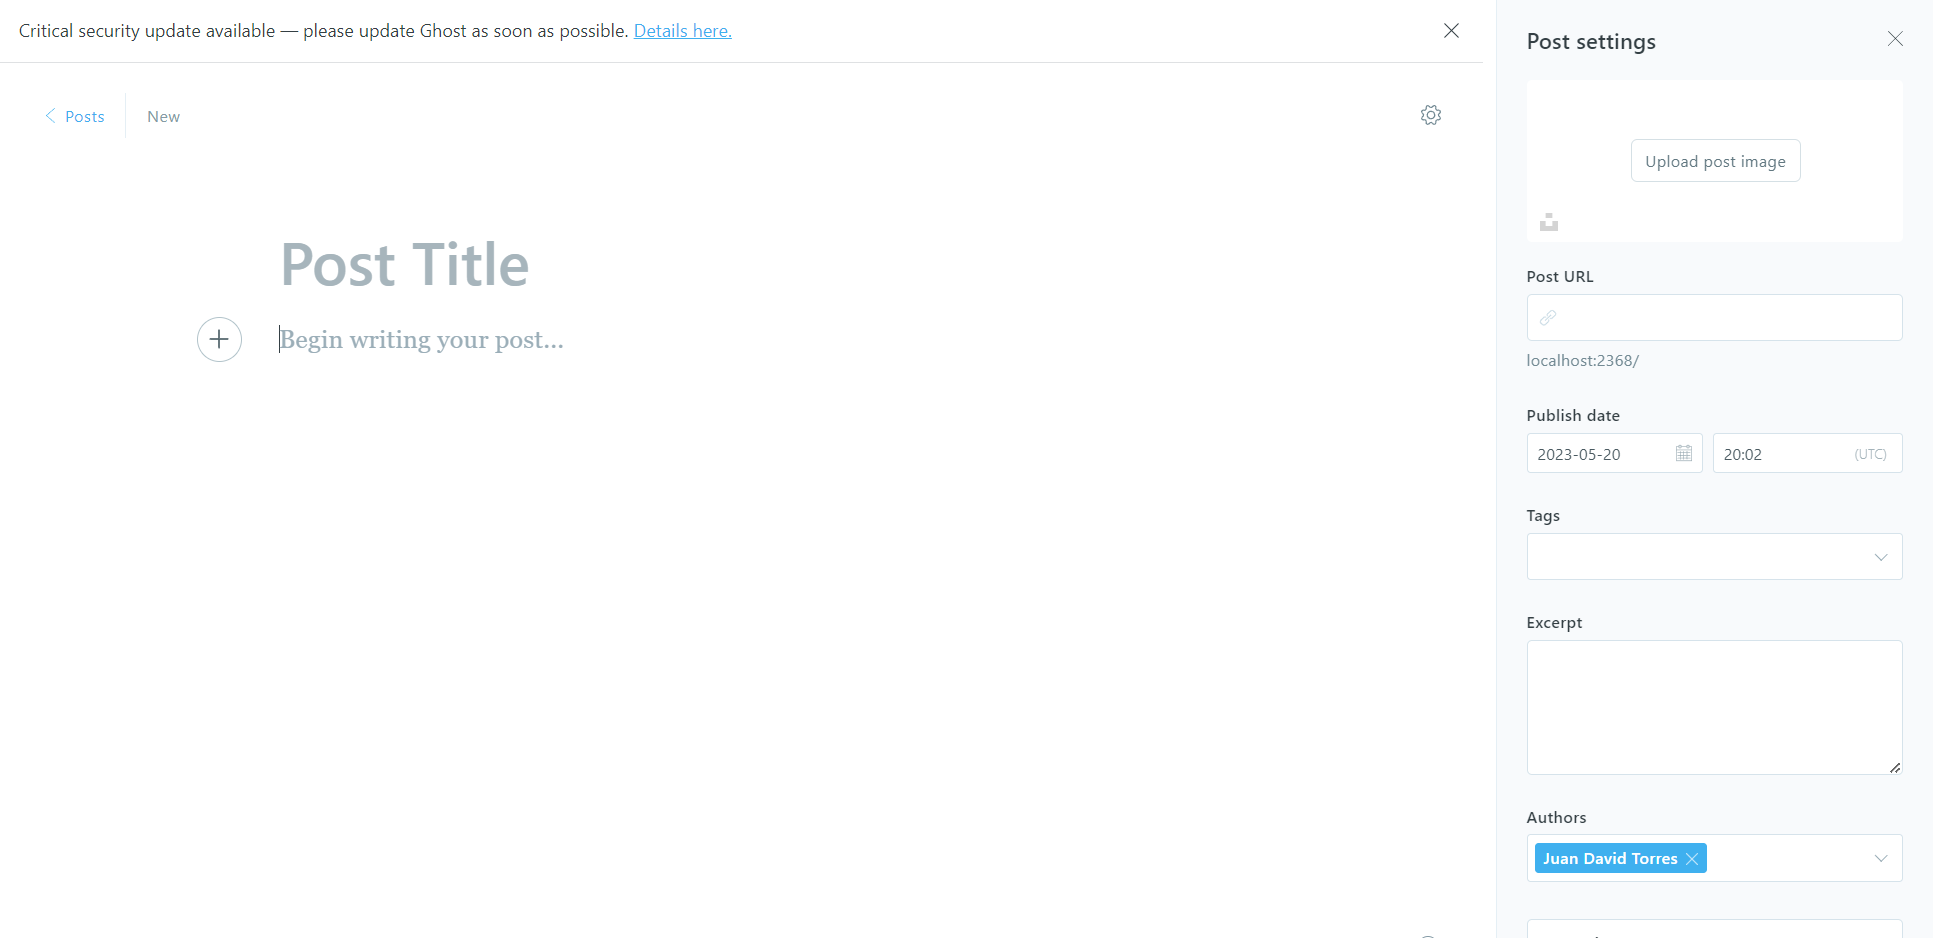 Critical security update available — please update Ghost as soon as possible. Details here.
Posts
New
Post Title
Begin writing your post...
Post settings
Upload post image
Post URL
localhost:2368/
Publish date
2023-05-20
20:02 (UTC)
Tags
Excerpt
Authors
Juan David Torres